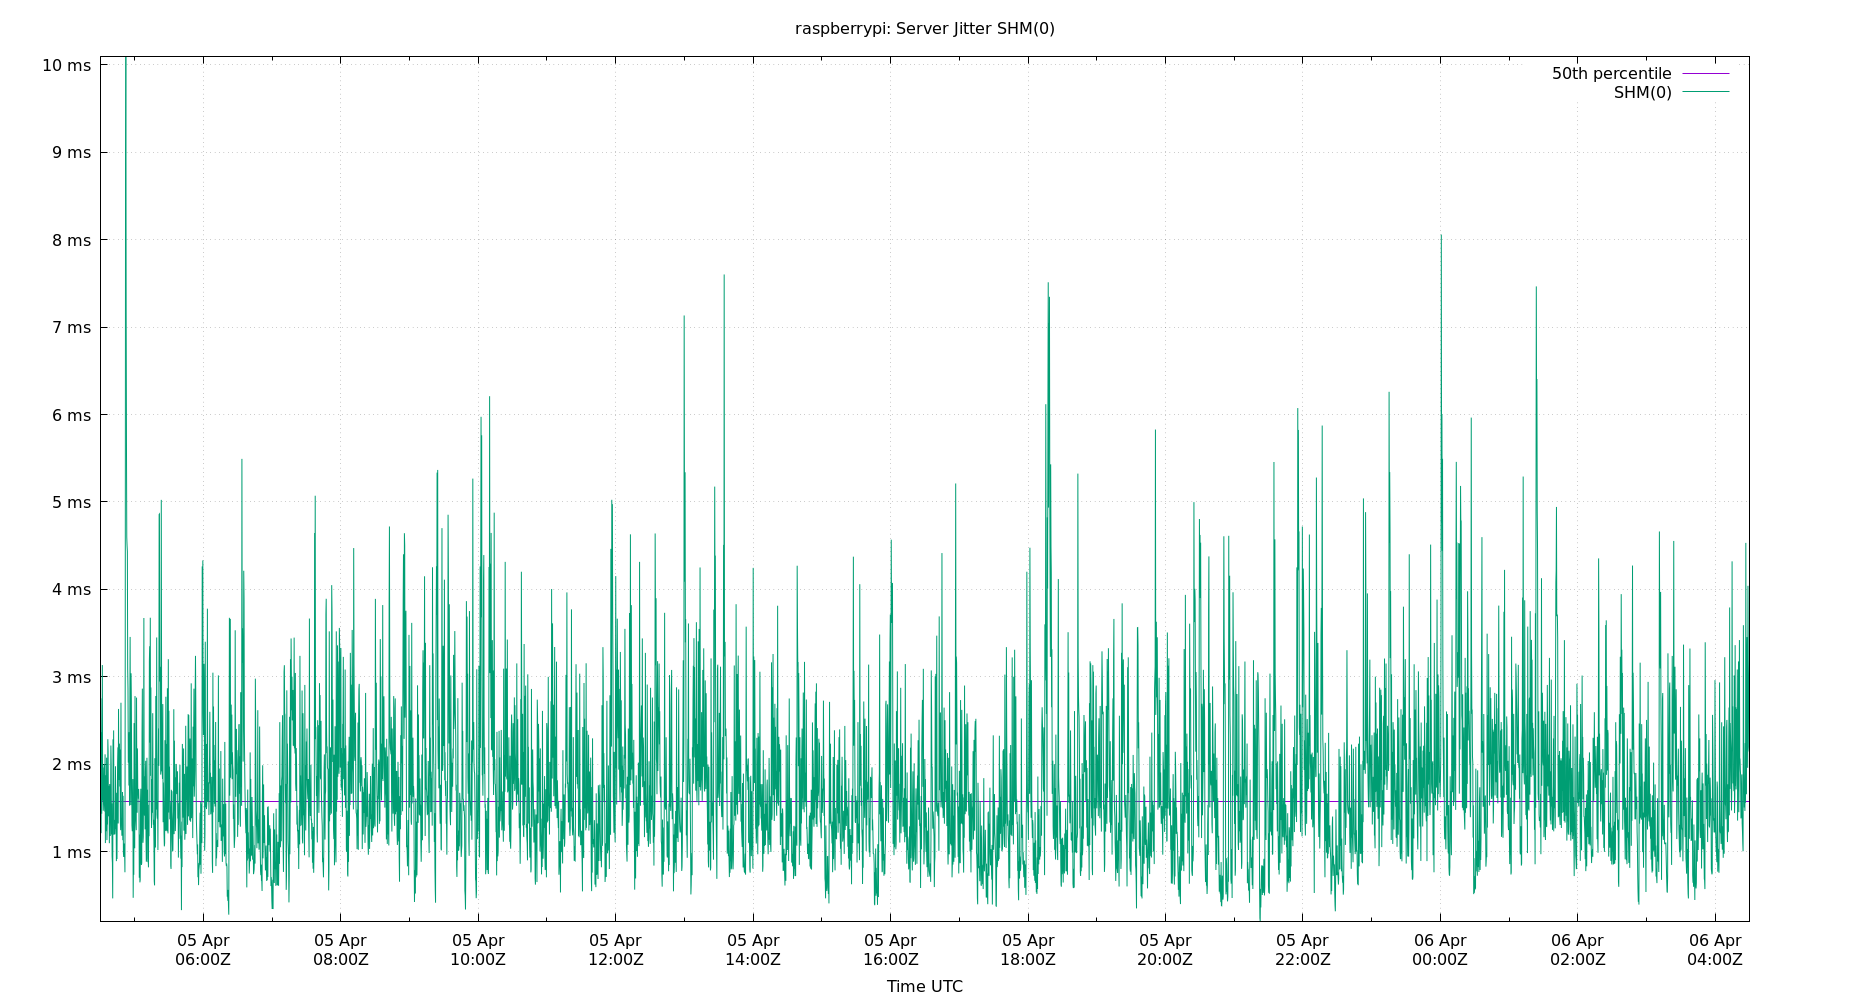 raspberrypi: Server Jitter SHM(0)
10 ms
9 ms
8 ms
7 ms
6 ms
5 ms
4 ms
3 ms
2 ms
1 ms
50th percentile
SHM(0)
05 Apr 05 Apr 05 Apr 05 Apr 05 Apr 05 Apr 05 Apr 05 Apr 05 Apr 06 Apr 06 Apr 06 Apr
06:00Z 08:00Z 10:00Z 12:00Z 14:00Z 16:00Z 18:00Z 20:00Z 22:00Z 00:00Z 02:00Z 04:00Z
Time UTC